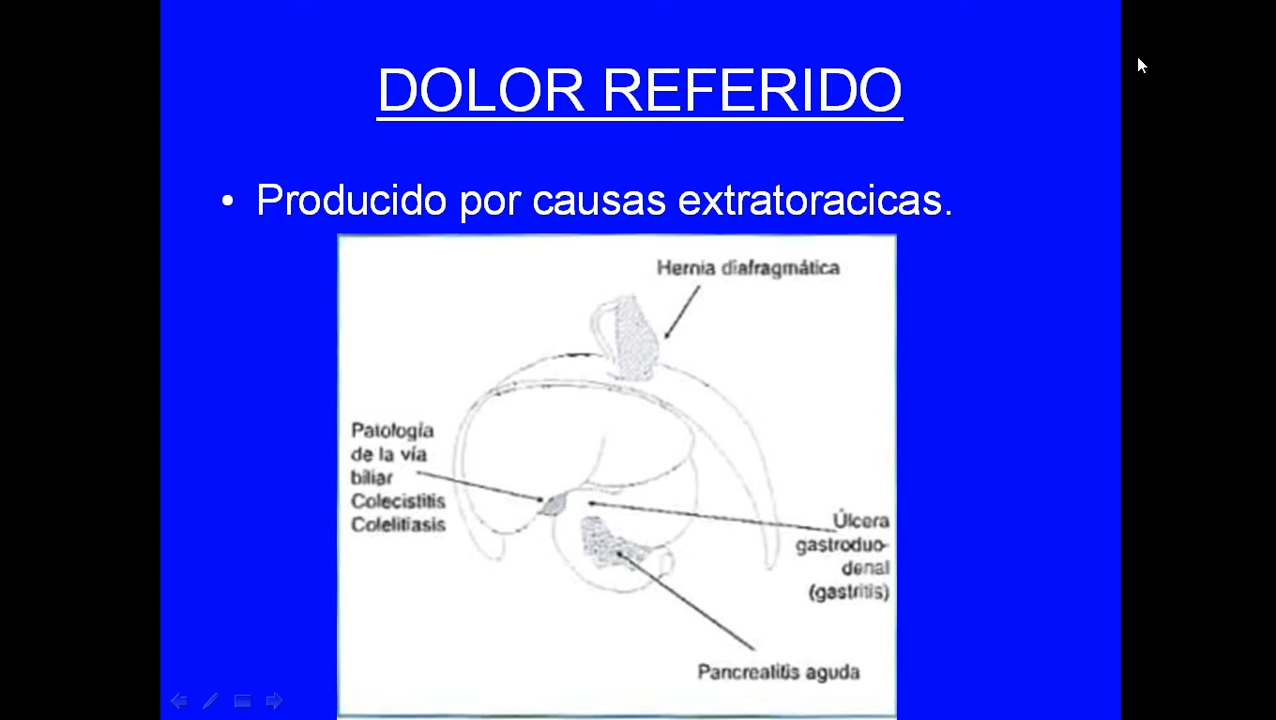 DOLOR REFERIDO
• Producido por causas extratoracicas.
Hernia diafragmática
Patología
de la vía
biliar
Colecistitis
Colelitiasis
Úlcera
gastroduo-
denal
(gastritis)
Pancreatitis aguda